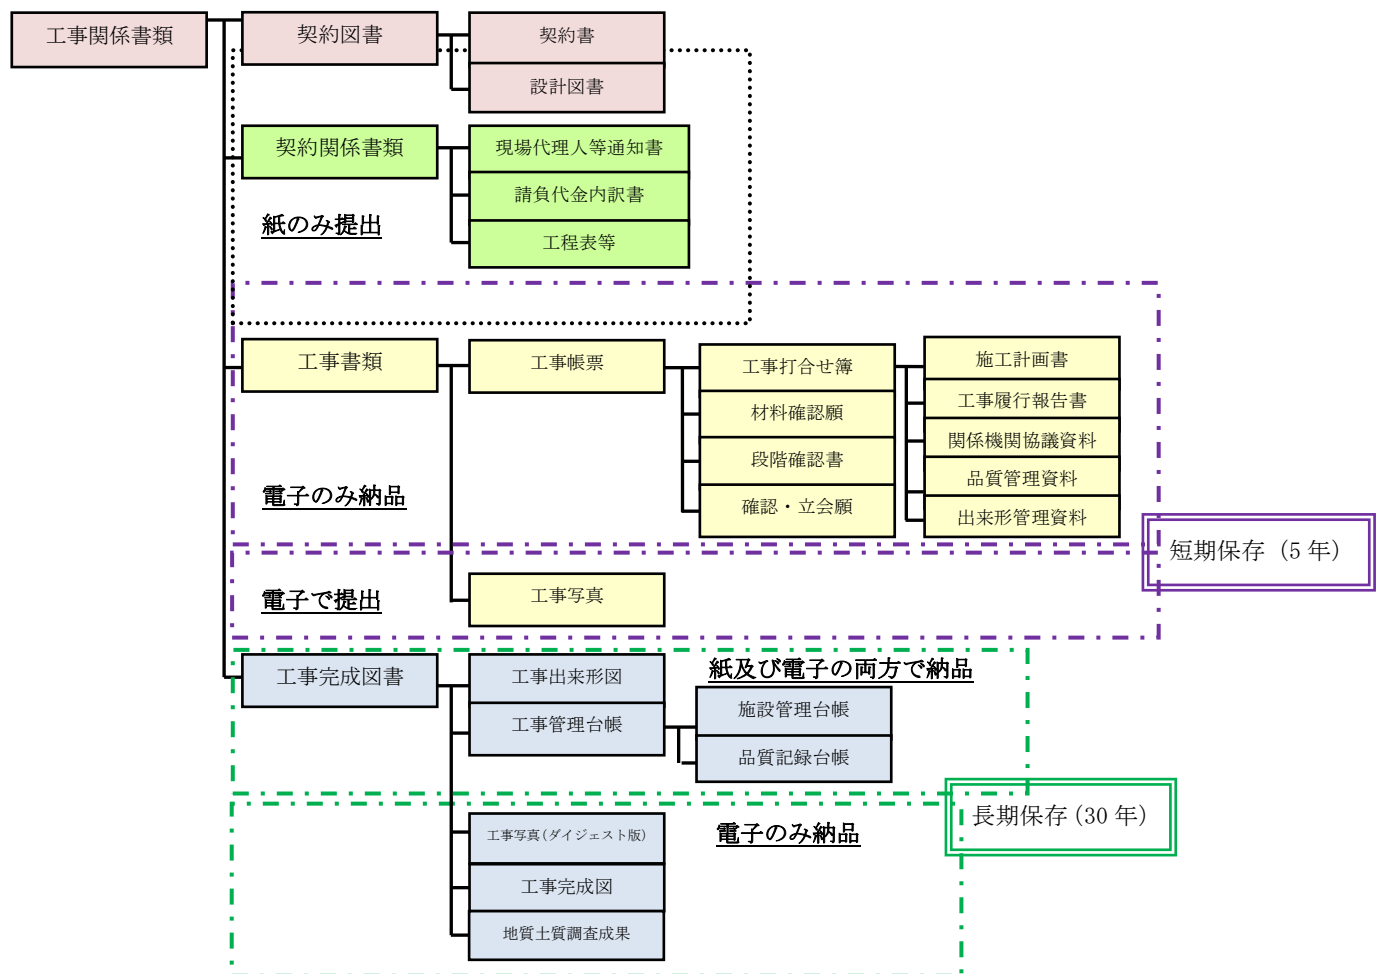 工事関係書類
契約図書
契約書
設計図書
契約関係書類
現場代理人等通知書
請負代金内訳書
工程表等
紙のみ提出
工事書類
工事帳票
工事打合せ簿
材料確認願
段階確認書
確認・立会願
施工計画書
工事履行報告書
関係機関協議資料
品質管理資料
出来形管理資料
電子のみ納品
短期保存（5 年）
電子で提出
工事写真
工事完成図書
工事出来形図
工事管理台帳
紙及び電子の両方で納品
施設管理台帳
品質記録台帳
長期保存（30 年）
工事写真（ダイジェスト版）
工事完成図
地質土質調査成果
電子のみ納品